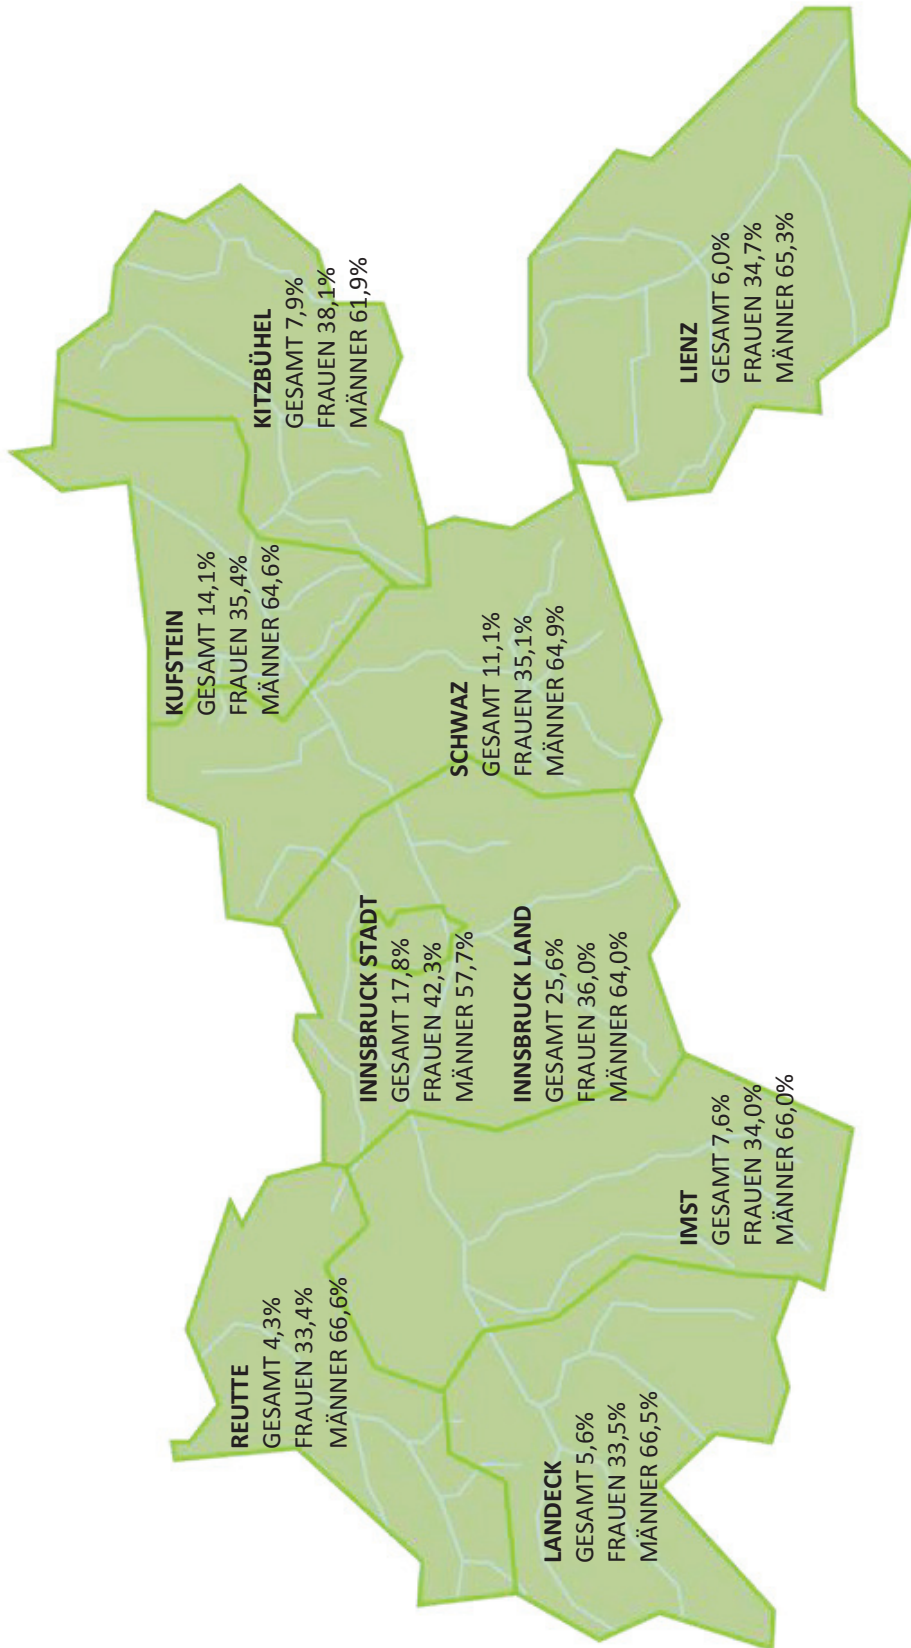 REUTTE
GESAMT 4,3%
FRAUEN 33,4%
MÄNNER 66,6%
LANDECK
GESAMT 5,6%
FRAUEN 33,5%
MÄNNER 66,5%
IMST
GESAMT 7,6%
FRAUEN 34,0%
MÄNNER 66,0%
INNSBRUCK STADT
GESAMT 17,8%
FRAUEN 42,3%
MÄNNER 57,7%
INNSBRUCK LAND
GESAMT 25,6%
FRAUEN 36,0%
MÄNNER 64,0%
SCHWAZ
GESAMT 11,1%
FRAUEN 35,1%
MÄNNER 64,9%
KUFSTEIN
GESAMT 14,1%
FRAUEN 35,4%
MÄNNER 64,6%
KITZBÜHEL
GESAMT 7,9%
FRAUEN 38,1%
MÄNNER 61,9%
LIENZ
GESAMT 6,0%
FRAUEN 34,7%
MÄNNER 65,3%